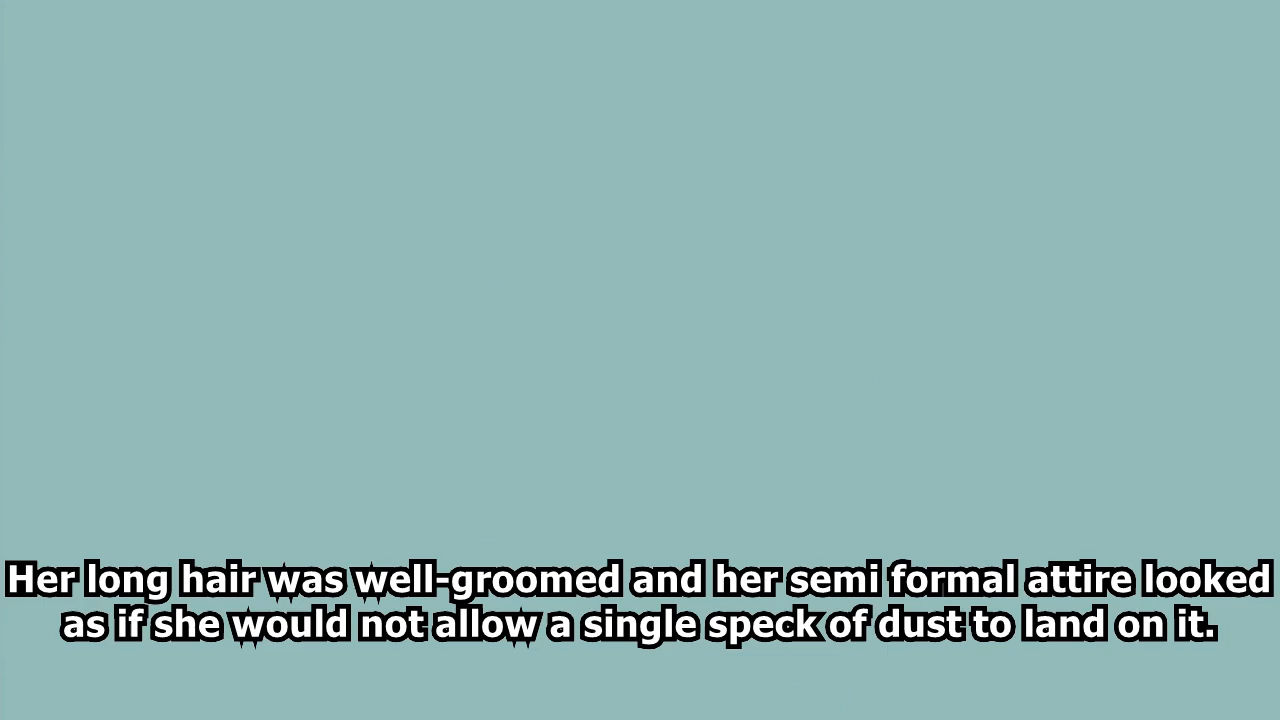 Her long hair was well-groomed and her semi formal attire looked
as if she would not allow a single speck of dust to land on it.